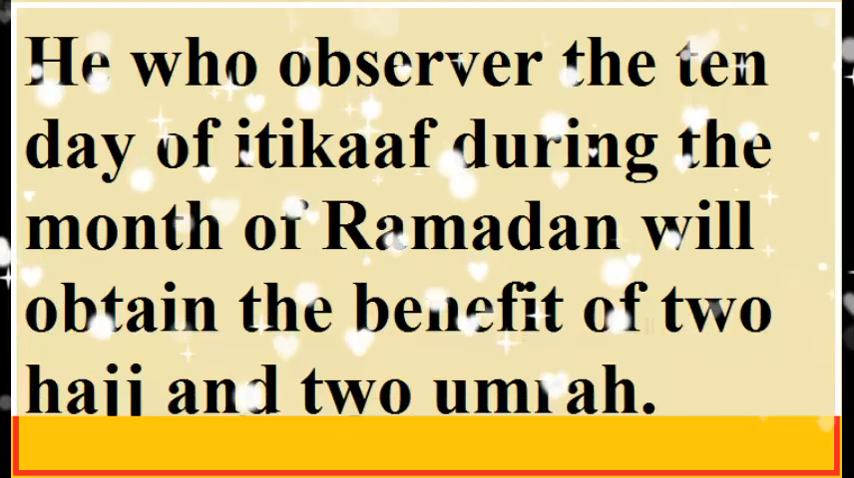 He who observer the ten
day of itikaaf during the
month of Ramadan will
obtain the benefit of two
hajj and two umrah.